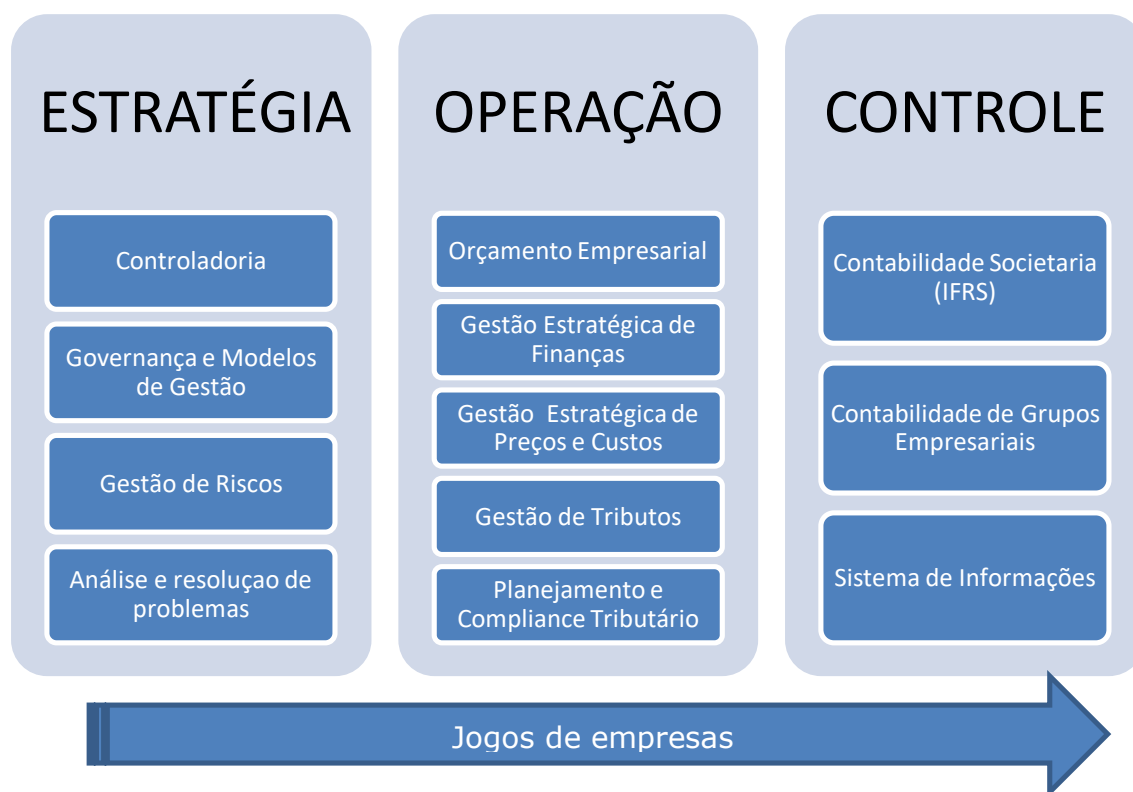 ESTRATÉGIA
Controladoria
Governança e Modelos
de Gestão
Gestão de Riscos
Análise e resoluçao de
problemas
OPERAÇÃO
Orçamento Empresarial
Gestão Estratégica de
Finanças
Gestão Estratégica de
Preços e Custos
Gestão de Tributos
Planejamento e
Compliance Tributário
CONTROLE
Contabilidade Societaria
(IFRS)
Contabilidade de Grupos
Empresariais
Sistema de Informações
Jogos de empresas